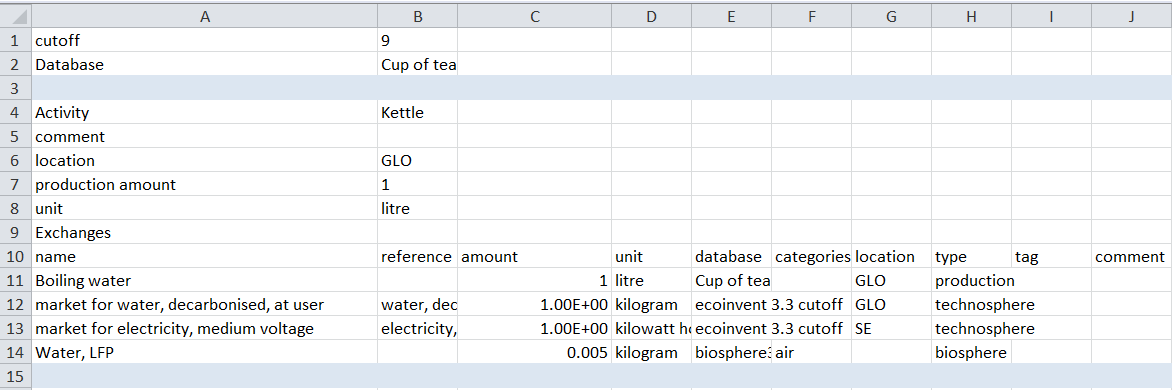 A B C D E F G H I J
1 cutoff 9
2 Database Cup of tea
3
4 Activity Kettle
5 comment
6 location GLO
7 production amount 1
8 unit litre
9 Exchanges
10 name reference amount unit database categories location type tag comment
11 Boiling water 1 litre Cup of tea GLO production
12 market for water, decarbonised, at user water, dec 1.00E+00 kilogram ecoinvent 3.3 cutoff GLO technosphere
13 market for electricity, medium voltage electricity, 1.00E+00 kilowatt h ecoinvent 3.3 cutoff SE technosphere
14 Water, LFP 0.005 kilogram biosphere air biosphere
15